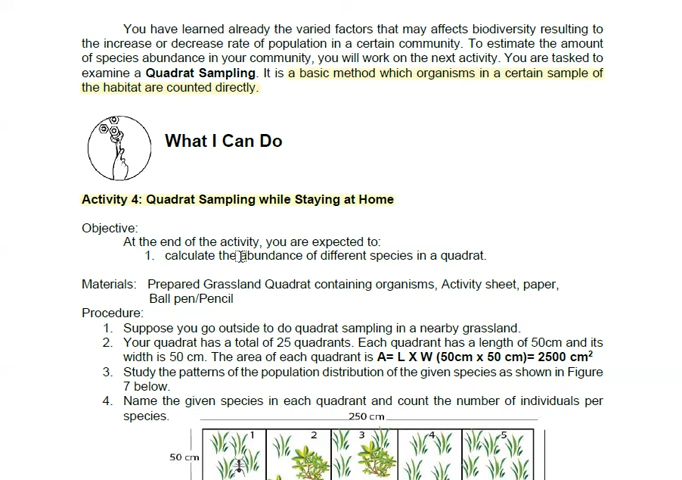 You have learned already the varied factors that may affects biodiversity resulting to
the increase or decrease rate of population in a certain community. To estimate the amount
of species abundance in your community, you will work on the next activity. You are tasked to
examine a Quadrat Sampling. It is a basic method which organisms in a certain sample of
the habitat are counted directly.
What I Can Do
Activity 4: Quadrat Sampling while Staying at Home
Objective:
At the end of the activity, you are expected to:
1. calculate the abundance of different species in a quadrat.
Materials: Prepared Grassland Quadrat containing organisms, Activity sheet, paper,
Ball pen/Pencil
Procedure:
1. Suppose you go outside to do quadrat sampling in a nearby grassland.
2. Your quadrat has a total of 25 quadrants. Each quadrant has a length of 50cm and its
width is 50 cm. The area of each quadrant is A= L X W (50cm x 50 cm)= 2500 cm²
3. Study the patterns of the population distribution of the given species as shown in Figure
7 below.
4. Name the given species in each quadrant and count the number of individuals per
species.
250 cm
1 2 3 4 5
50 cm